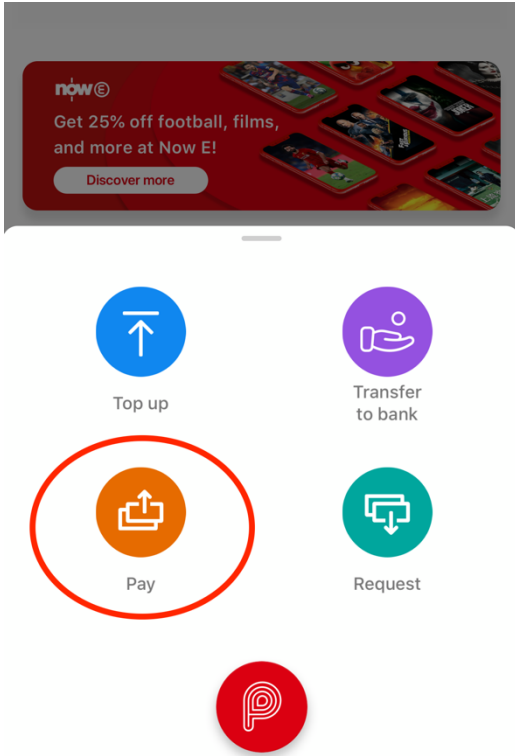 now E
Get 25% off football, films,
and more at Now E!
Discover more
Top up
Transfer
to bank
Pay
Request